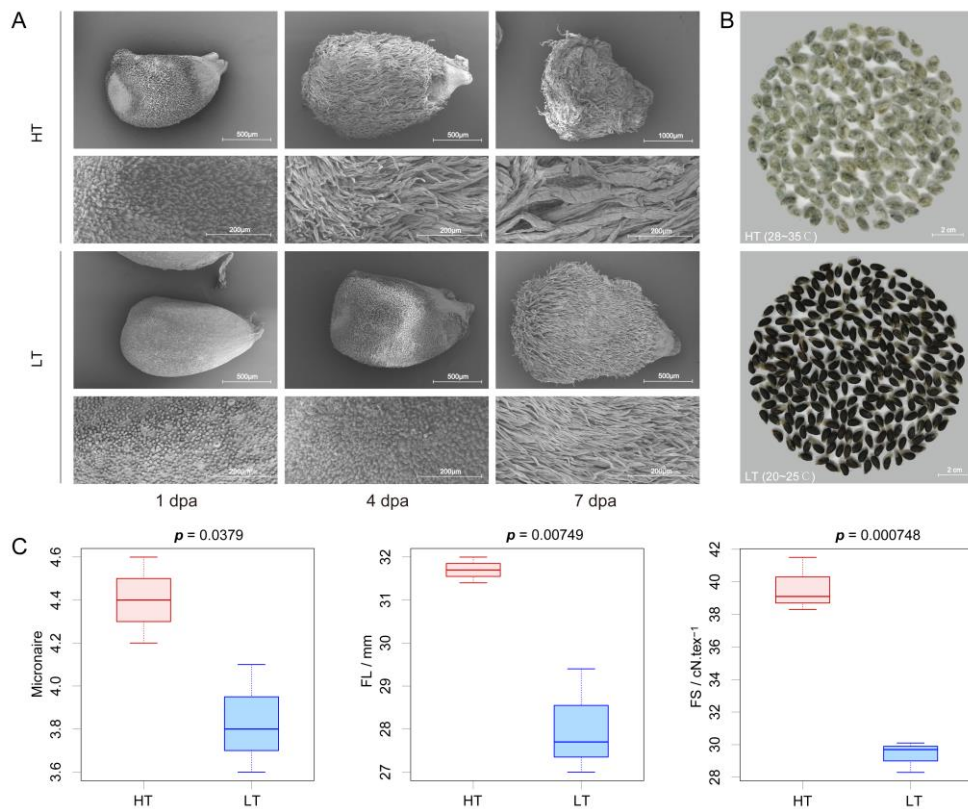 A
B
HT
500µm
500µm
1000µm
200µm
200µm
200µm
HT (28~35℃)
2 cm
LT
500µm
500µm
500µm
200µm
200µm
200µm
LT (20~25℃)
2 cm
1 dpa
4 dpa
7 dpa
C
p = 0.0379
Micronaire
4.6
4.4
4.2
4.0
3.8
3.6
HT
LT
p = 0.00749
FL / mm
32
31
30
29
28
27
HT
LT
p = 0.000748
FS / cN.tex⁻¹
42
40
38
36
34
32
30
28
HT
LT